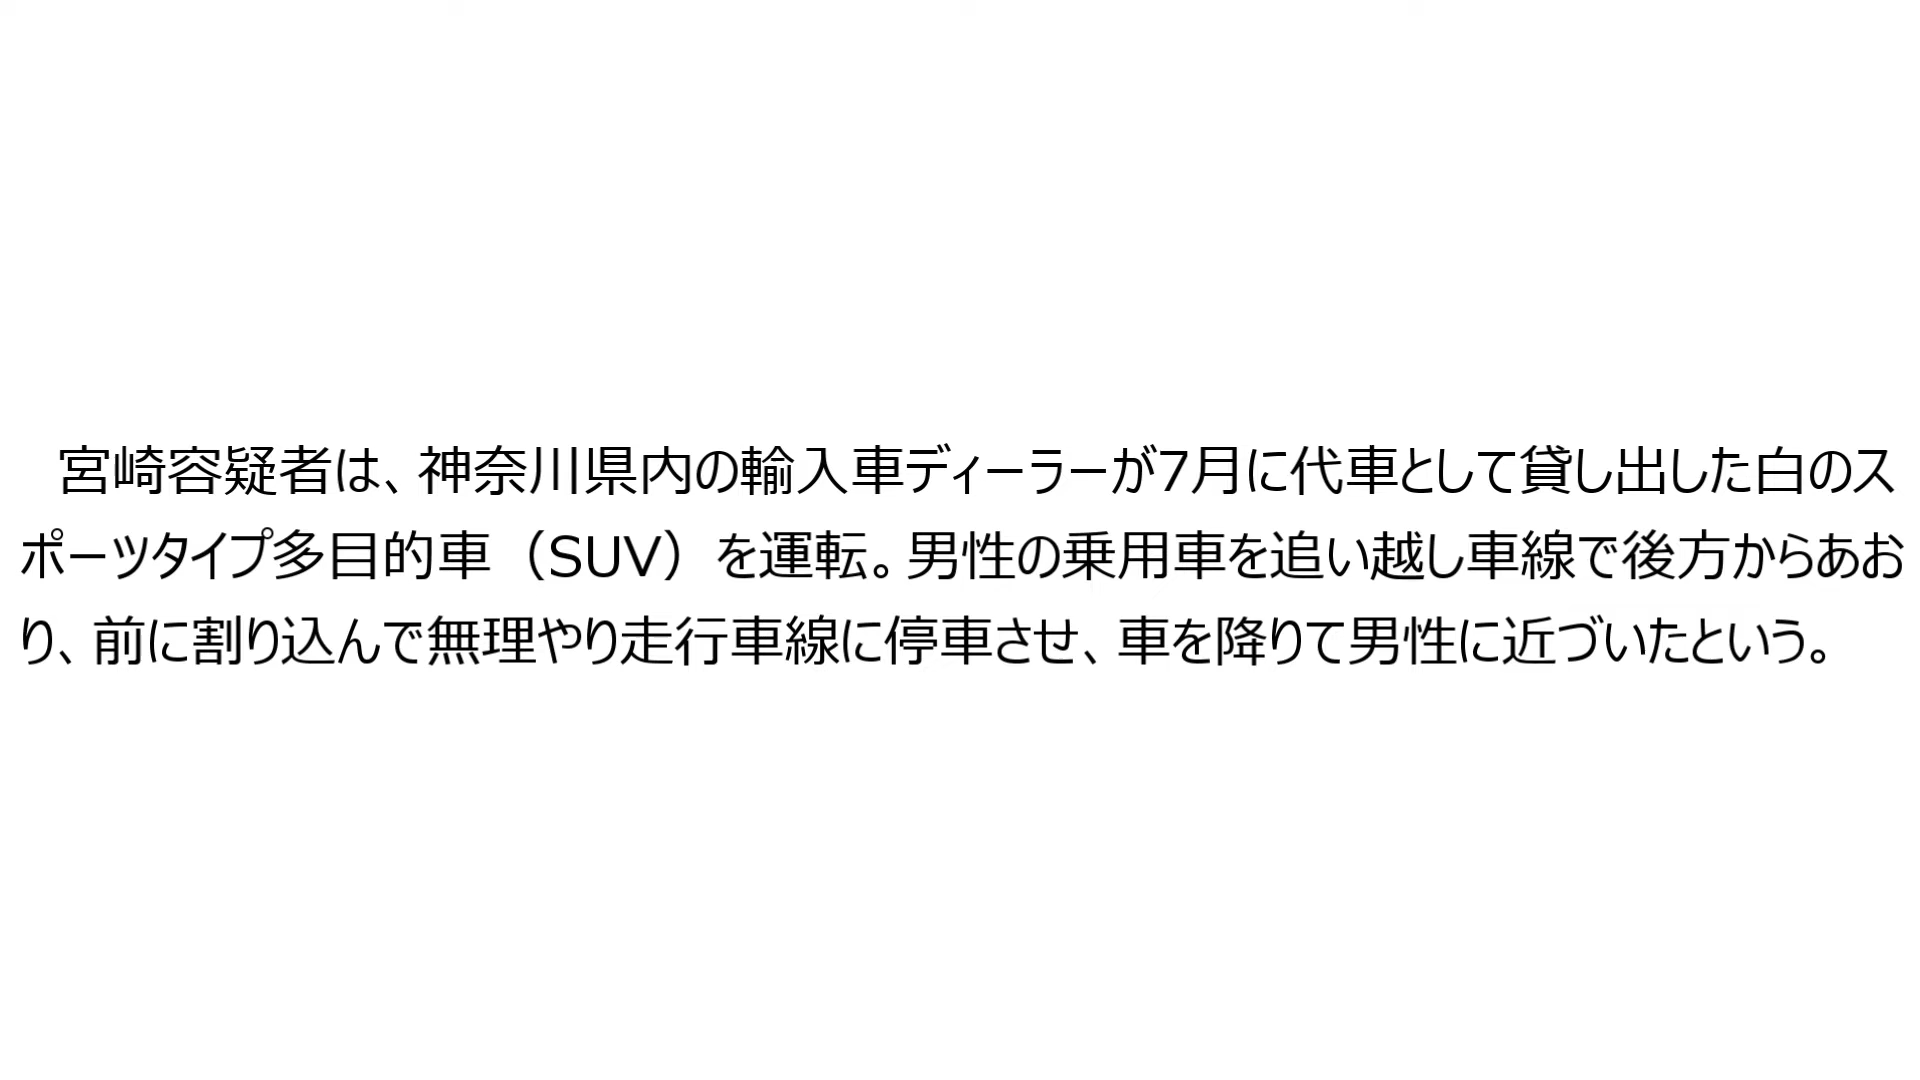 宮崎容疑者は、神奈川県内の輸入車ディーラーが7月に代車として貸し出した白のス
ポーツタイプ多目的車（SUV）を運転。男性の乗用車を追い越し車線で後方からあお
り、前に割り込んで無理やり走行車線に停車させ、車を降りて男性に近づいたという。